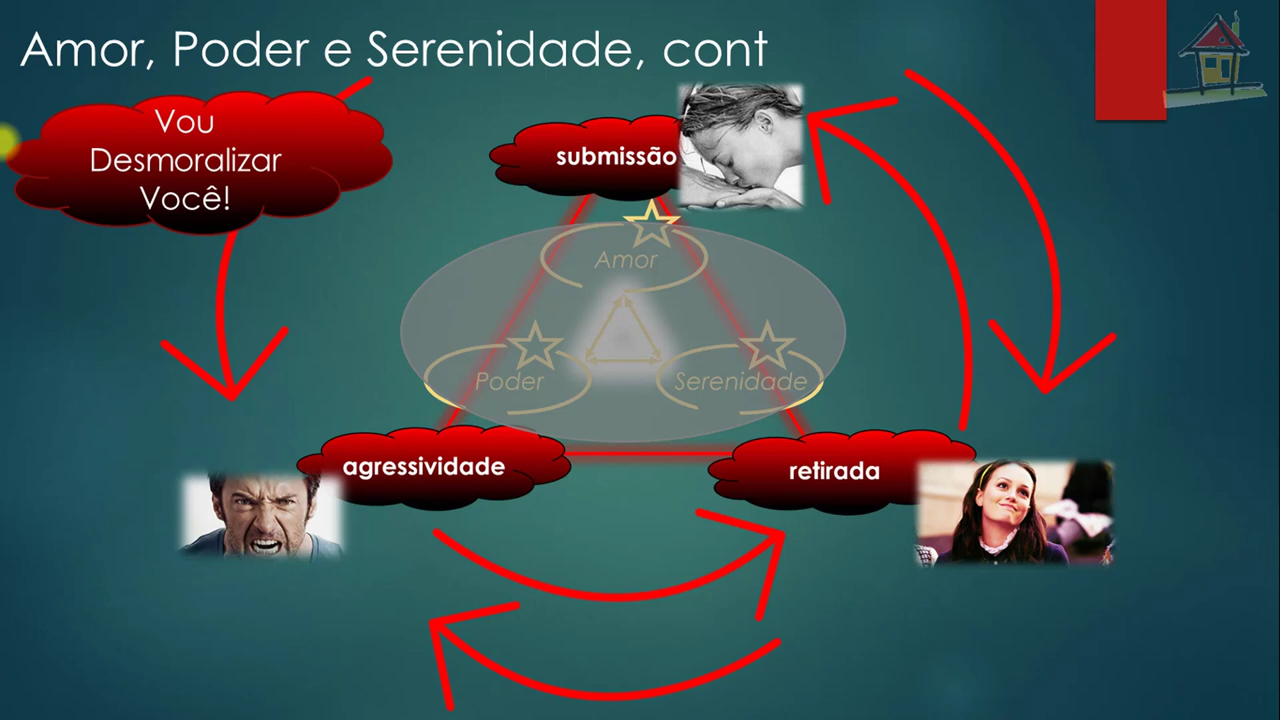 Amor, Poder e Serenidade, cont
Vou
Desmoralizar
Você!
submissão
Amor
Poder
Serenidade
agressividade
retirada